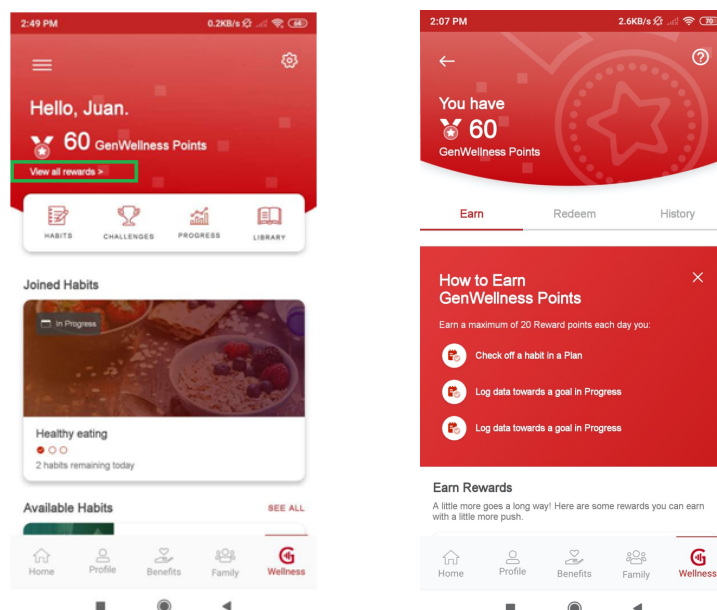 2:49 PM
0.2KB/s
64
Hello, Juan.
60 GenWellness Points
View all rewards >
HABITS
CHALLENGES
PROGRESS
LIBRARY
Joined Habits
In Progress
Healthy eating
2 habits remaining today
Available Habits
SEE ALL
Home
Profile
Benefits
Family
Wellness
2:07 PM
2.6KB/s
70
You have
60
GenWellness Points
Earn
Redeem
History
How to Earn
GenWellness Points
Earn a maximum of 20 Reward points each day you:
Check off a habit in a Plan
Log data towards a goal in Progress
Log data towards a goal in Progress
Earn Rewards
A little more goes a long way! Here are some rewards you can earn
with a little more push.
Home
Profile
Benefits
Family
Wellness